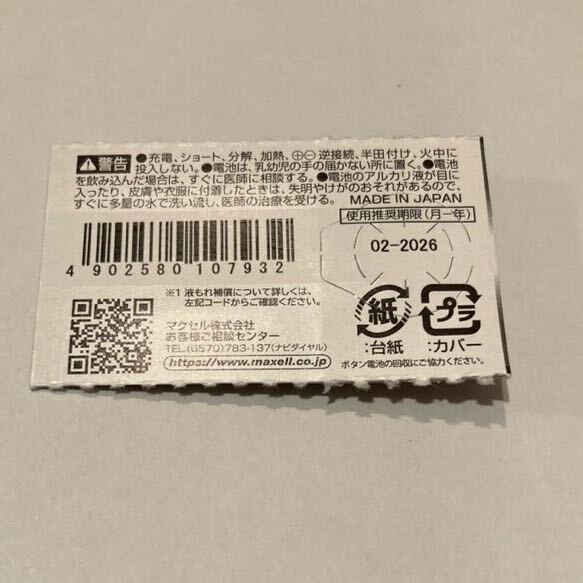 警告 ●充電、ショート、分解、加熱、⊕⊖逆接続、半田付け、火中に
投入しない。●電池は、乳幼児の手の届かない所に置く。●電池
を飲み込んだ場合は、すぐに医師に相談する。●電池のアルカリ液が目に
入ったり、皮膚や衣服に付着したときは、失明やけがのおそれがあるので、
すぐに多量の水で洗い流し、医師の治療を受ける。 MADE IN JAPAN
使用推奨期限(月-年)
02-2026
4 902580 107932
※1 液もれ補償について詳しくは、
左記コードからご確認ください。
マクセル株式会社
お客様ご相談センター
TEL.(0570)783-137(ナビダイヤル)
https://www.maxell.co.jp
紙
:台紙
プラ
:カバー
ボタン電池の回収にご協力ください。